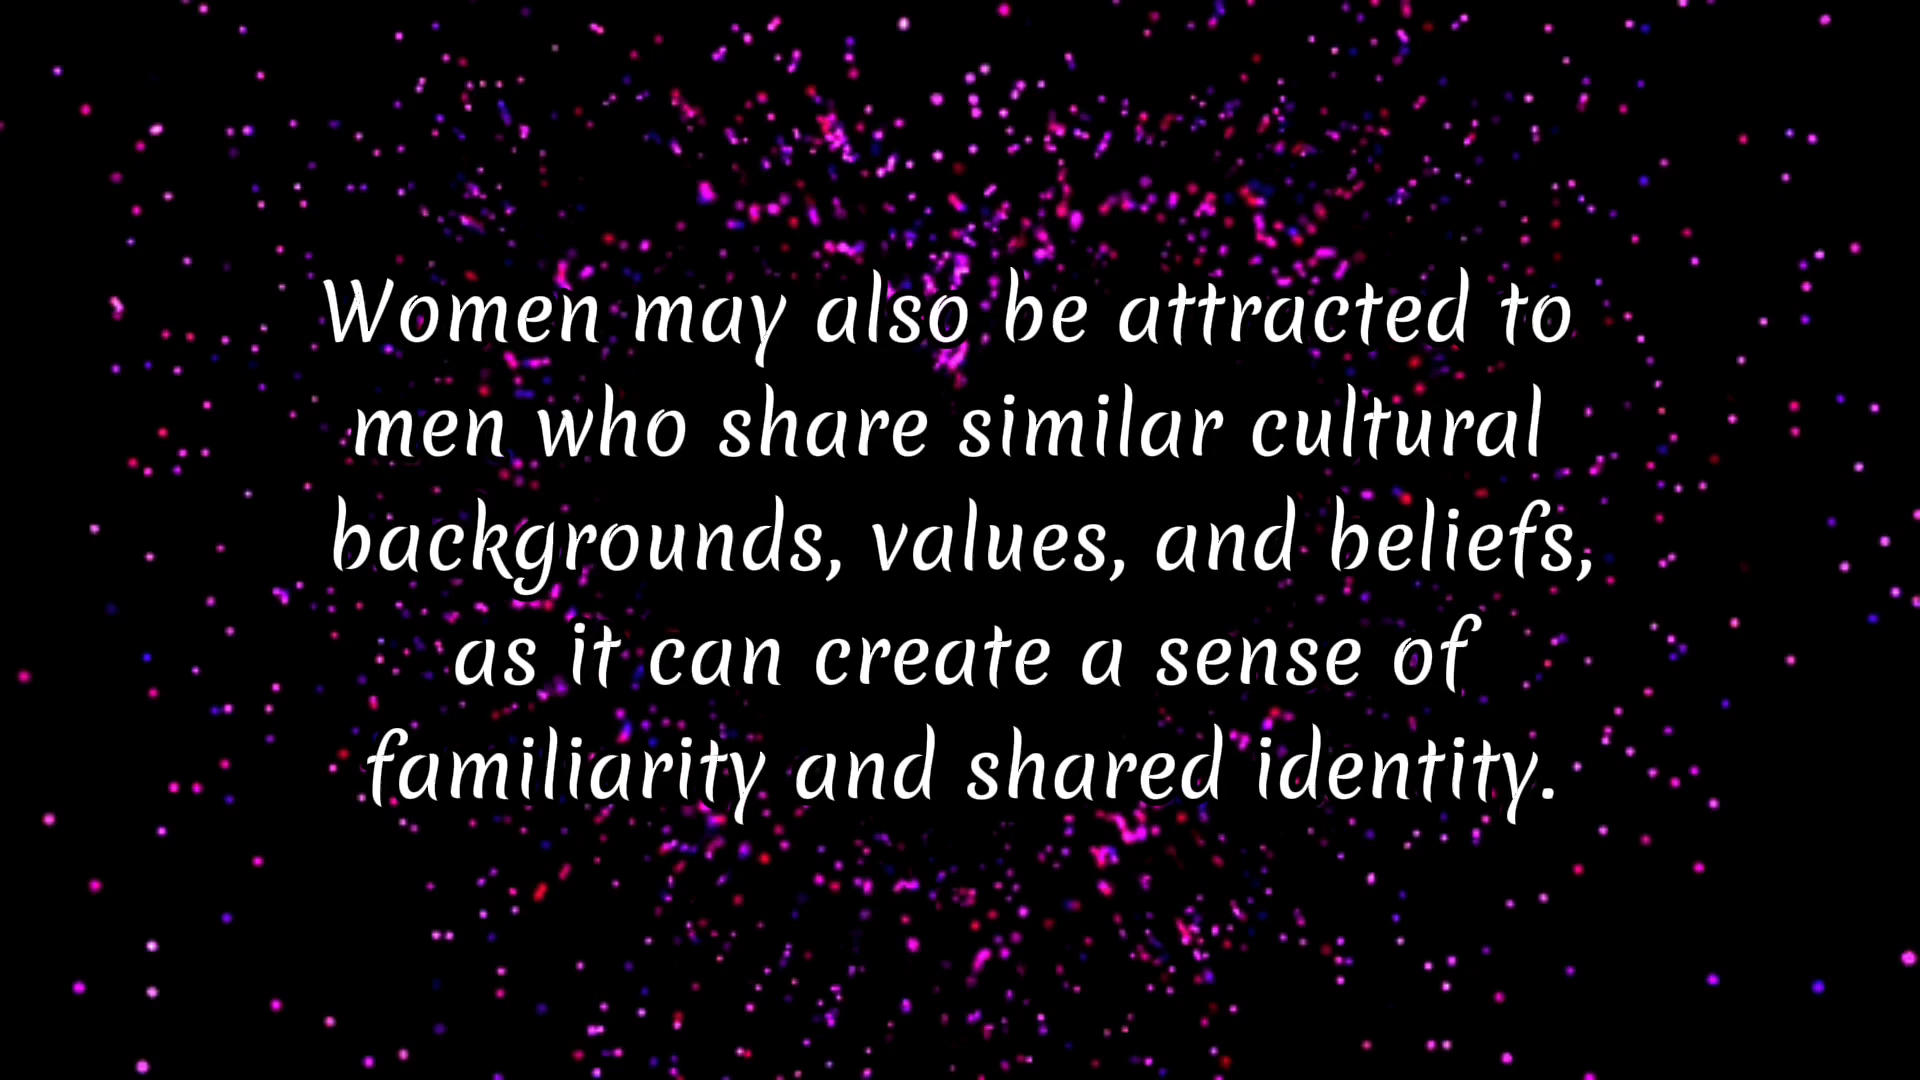 Women may also be attracted to
men who share similar cultural
backgrounds, values, and beliefs,
as it can create a sense of
familiarity and shared identity.